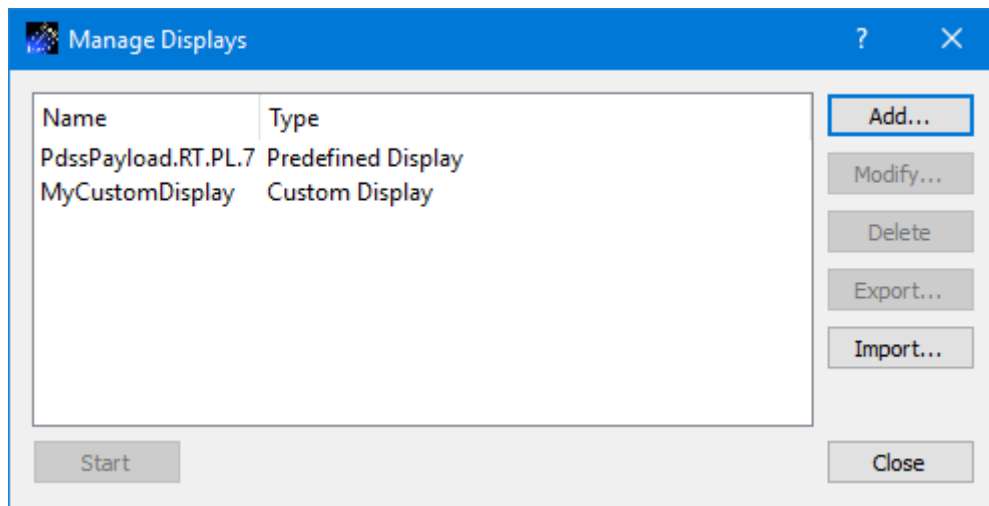 Manage Displays
?
Name Type
Add...
PdssPayload.RT.PL.7 Predefined Display
Modify...
MyCustomDisplay Custom Display
Delete
Export...
Import...
Start
Close